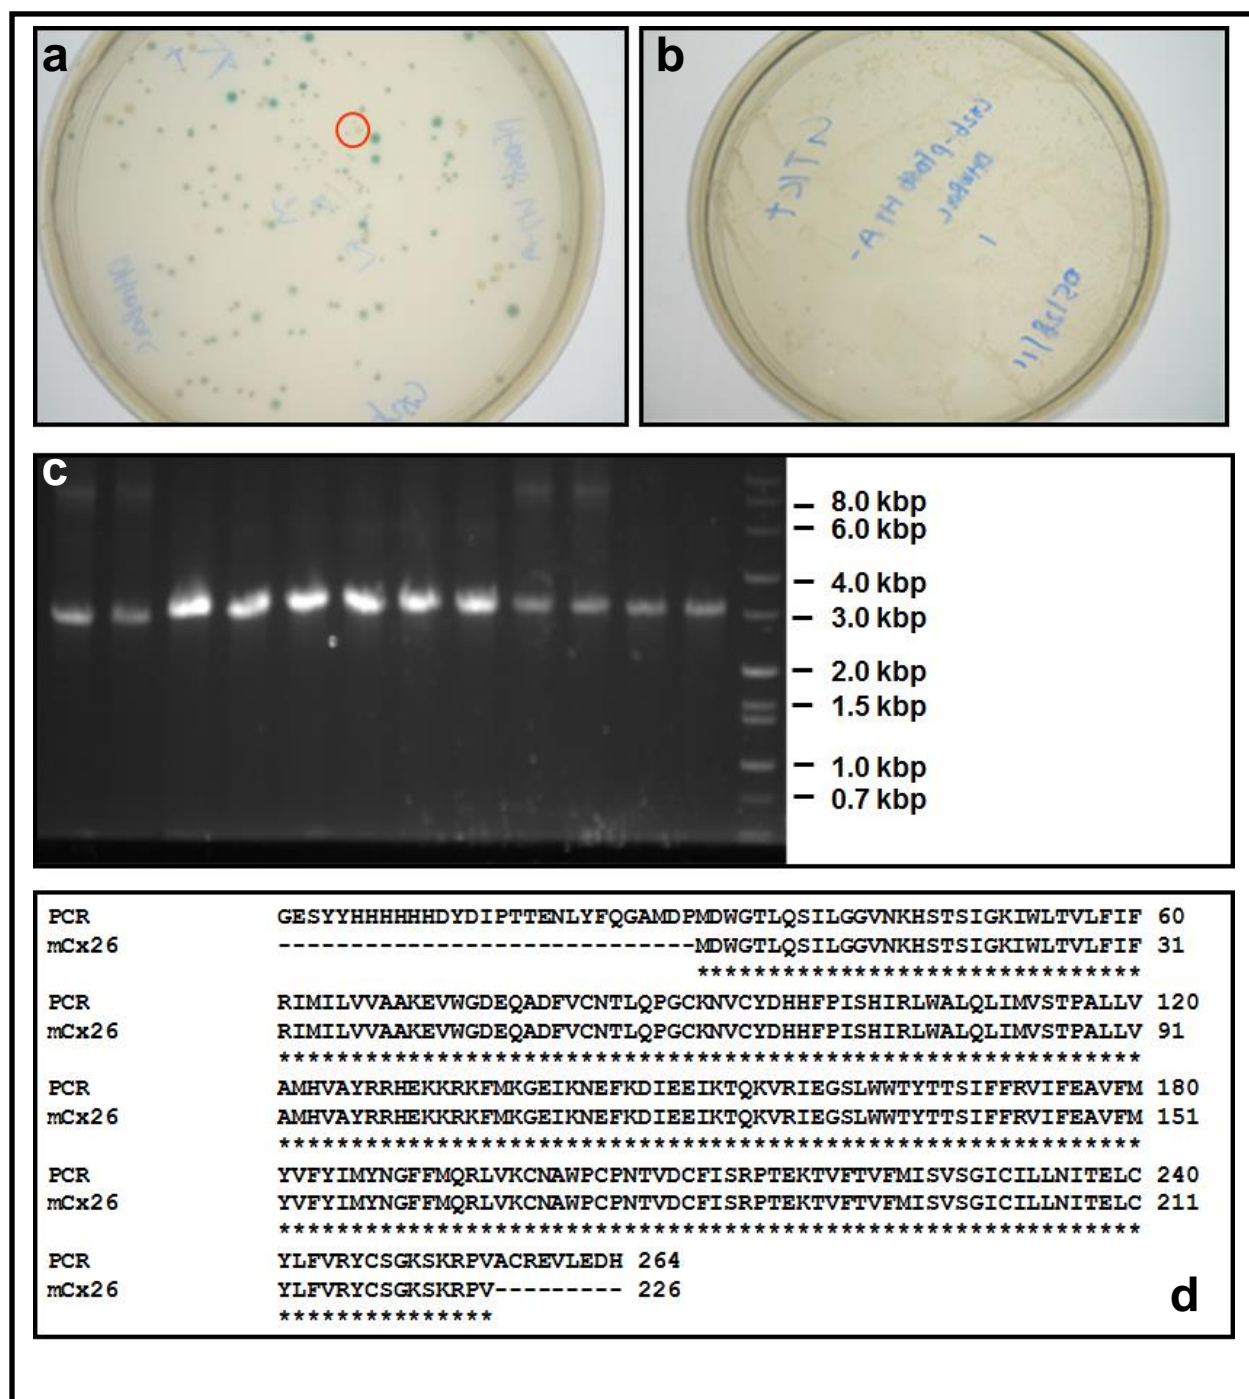 a
b
c
8.0 kbp
6.0 kbp
4.0 kbp
3.0 kbp
2.0 kbp
1.5 kbp
1.0 kbp
0.7 kbp
PCR GESYYHHHHHHDYDIPTTENLYFQGAMDPMDWGTLQSILGGVNKHSTSIGKIWLTVLFIF 60
mCx26 -----------------------------MDWGTLQSILGGVNKHSTSIGKIWLTVLFIF 31
*******************************
PCR RIMILVVAAKEVWGDEQADFVCNTLQPGCKNVCYDHHFPISHIRLWALQLIMVSTPALLV 120
mCx26 RIMILVVAAKEVWGDEQADFVCNTLQPGCKNVCYDHHFPISHIRLWALQLIMVSTPALLV 91
************************************************************
PCR AMHVAYRRHEKKRKFMKGEIKNEFKDIEEIKTQKVRIEGSLWWTYTTSIFFRVIFEAVFM 180
mCx26 AMHVAYRRHEKKRKFMKGEIKNEFKDIEEIKTQKVRIEGSLWWTYTTSIFFRVIFEAVFM 151
************************************************************
PCR YVFYIMYNGFFMQRLVKCNAWPCPNTVDCFISRPTEKTVFTVFMISVSGICILLNITELC 240
mCx26 YVFYIMYNGFFMQRLVKCNAWPCPNTVDCFISRPTEKTVFTVFMISVSGICILLNITELC 211
************************************************************
PCR YLFVRYCSGKSKRPVACREVLEDH 264
mCx26 YLFVRYCSGKSKRPV--------- 226
***************
d